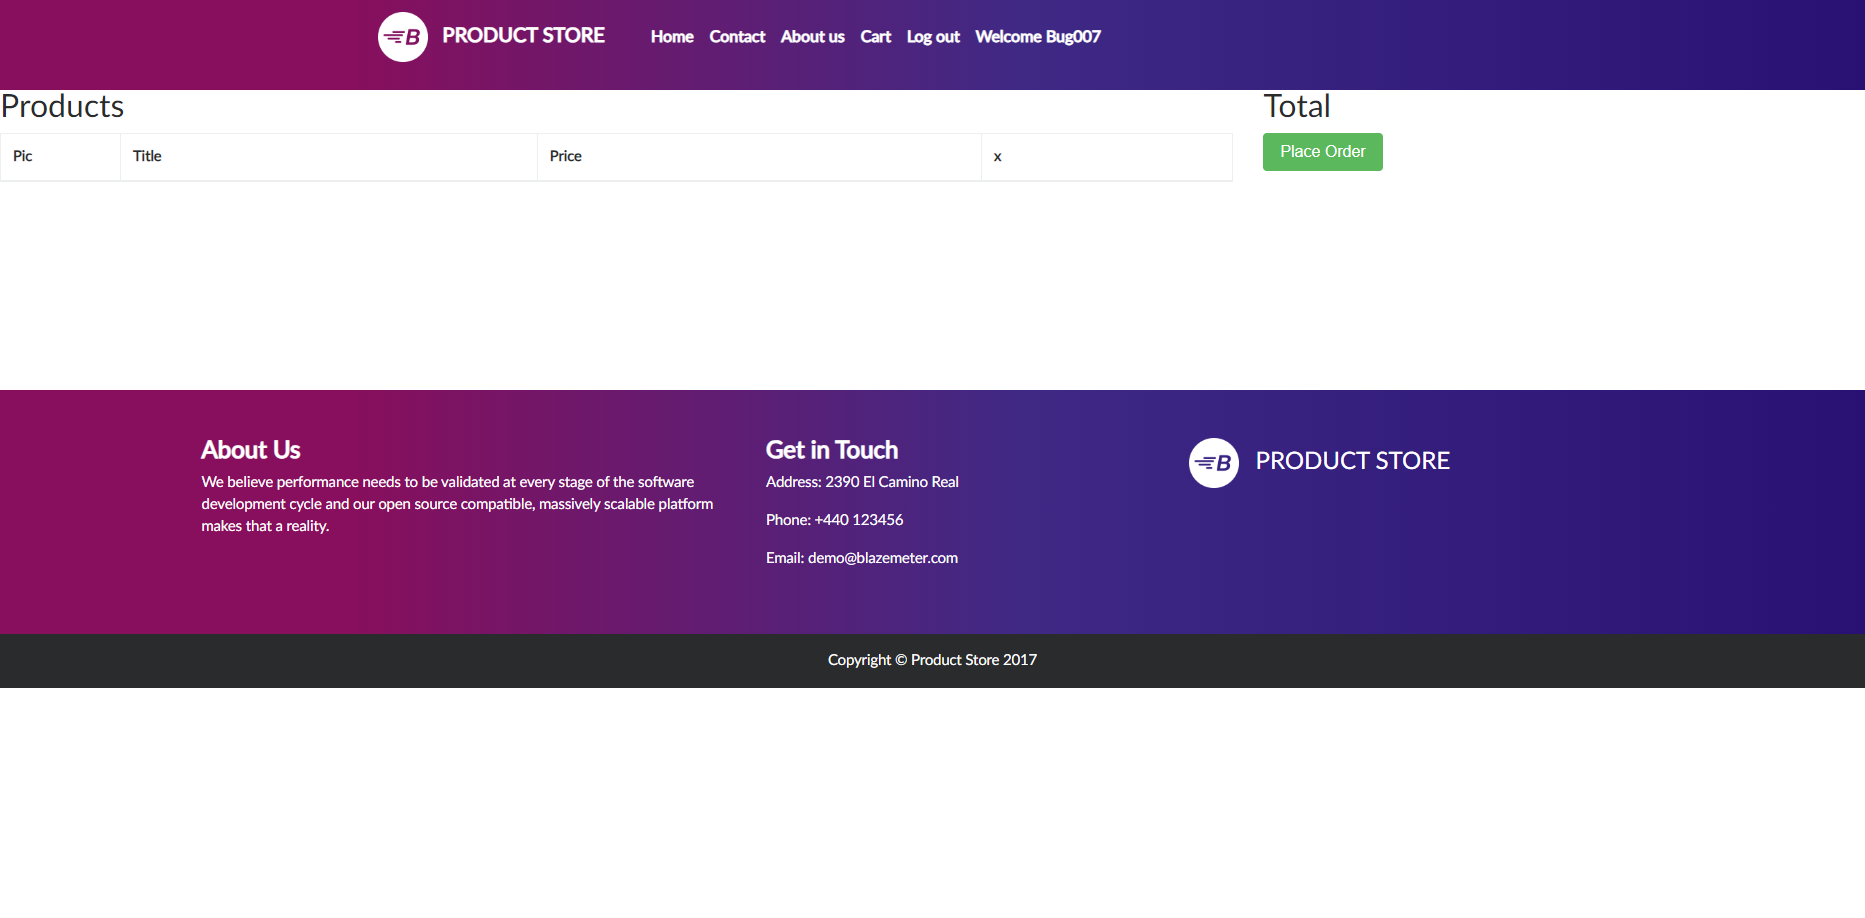 B PRODUCT STORE Home Contact About us Cart Log out Welcome Bug007
Products
Total
Pic Title Price x
Place Order
About Us
We believe performance needs to be validated at every stage of the software
development cycle and our open source compatible, massively scalable platform
makes that a reality.
Get in Touch
Address: 2390 El Camino Real
Phone: +440 123456
Email: demo@blazemeter.com
B PRODUCT STORE
Copyright © Product Store 2017